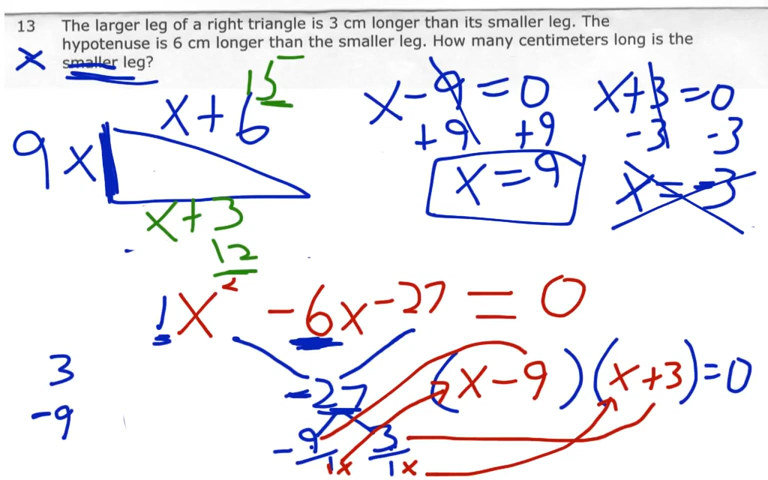 13 The larger leg of a right triangle is 3 cm longer than its smaller leg. The
hypotenuse is 6 cm longer than the smaller leg. How many centimeters long is the
x smaller leg?
15
x+6
9 x
x+3
12
x-9=0 x+3=0
+9 +9 -3 -3
x=9 x=-3
1x² -6x-27=0
3
-9
-27 (x-9)(x+3)=0
-9 3
1x 1x